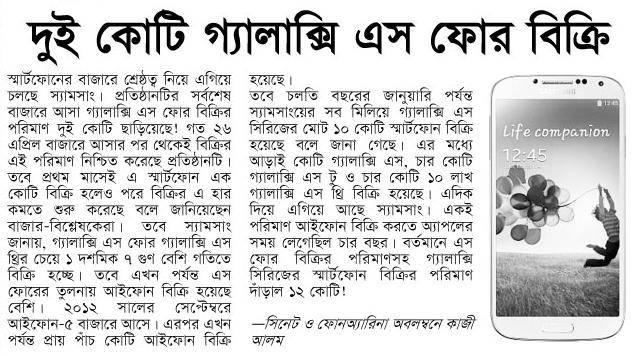 দুই কোটি গ্যালাক্সি এস ফোর বিক্রি
স্মার্টফোনের বাজারে শ্রেষ্ঠত্ব নিয়ে এগিয়ে
চলছে স্যামসাং। প্রতিষ্ঠানটির সর্বশেষ
বাজারে আসা গ্যালাক্সি এস ফোর বিক্রির
পরিমাণ দুই কোটি ছাড়িয়েছে! গত ২৬
এপ্রিল বাজারে আসার পর থেকেই বিক্রির
এই পরিমাণ নিশ্চিত করেছে প্রতিষ্ঠানটি।
তবে প্রথম মাসেই এ স্মার্টফোন এক
কোটি বিক্রি হলেও পরে বিক্রির এ হার
কমতে শুরু করেছে বলে জানিয়েছেন
বাজার-বিশ্লেষকেরা। তবে স্যামসাং
জানায়, গ্যালাক্সি এস ফোর গ্যালাক্সি এস
থ্রির চেয়ে ১ দশমিক ৭ গুণ বেশি গতিতে
বিক্রি হচ্ছে। তবে এখন পর্যন্ত এস
ফোরের তুলনায় আইফোন বিক্রি হয়েছে
বেশি। ২০১২ সালের সেপ্টেম্বরে
আইফোন-৫ বাজারে আসে। এরপর এখন
পর্যন্ত প্রায় পাঁচ কোটি আইফোন বিক্রি
হয়েছে।
তবে চলতি বছরের জানুয়ারি পর্যন্ত
স্যামসাংয়ের সব মিলিয়ে গ্যালাক্সি এস
সিরিজের মোট ১০ কোটি স্মার্টফোন বিক্রি
হয়েছে বলে জানা গেছে। এর মধ্যে
আড়াই কোটি গ্যালাক্সি এস, চার কোটি
গ্যালাক্সি এস টু ও চার কোটি ১০ লাখ
গ্যালাক্সি এস থ্রি বিক্রি হয়েছে। এদিক
দিয়ে এগিয়ে আছে স্যামসাং। একই
পরিমাণ আইফোন বিক্রি করতে অ্যাপলের
সময় লেগেছিল চার বছর। বর্তমানে এস
ফোর বিক্রির পরিমাণসহ গ্যালাক্সি
সিরিজের স্মার্টফোন বিক্রির পরিমাণ
দাঁড়াল ১২ কোটি!
—সিনেট ও ফোনঅ্যারিনা অবলম্বনে কাজী
আলম
SAMSUNG
12:45
Life companion
12:45